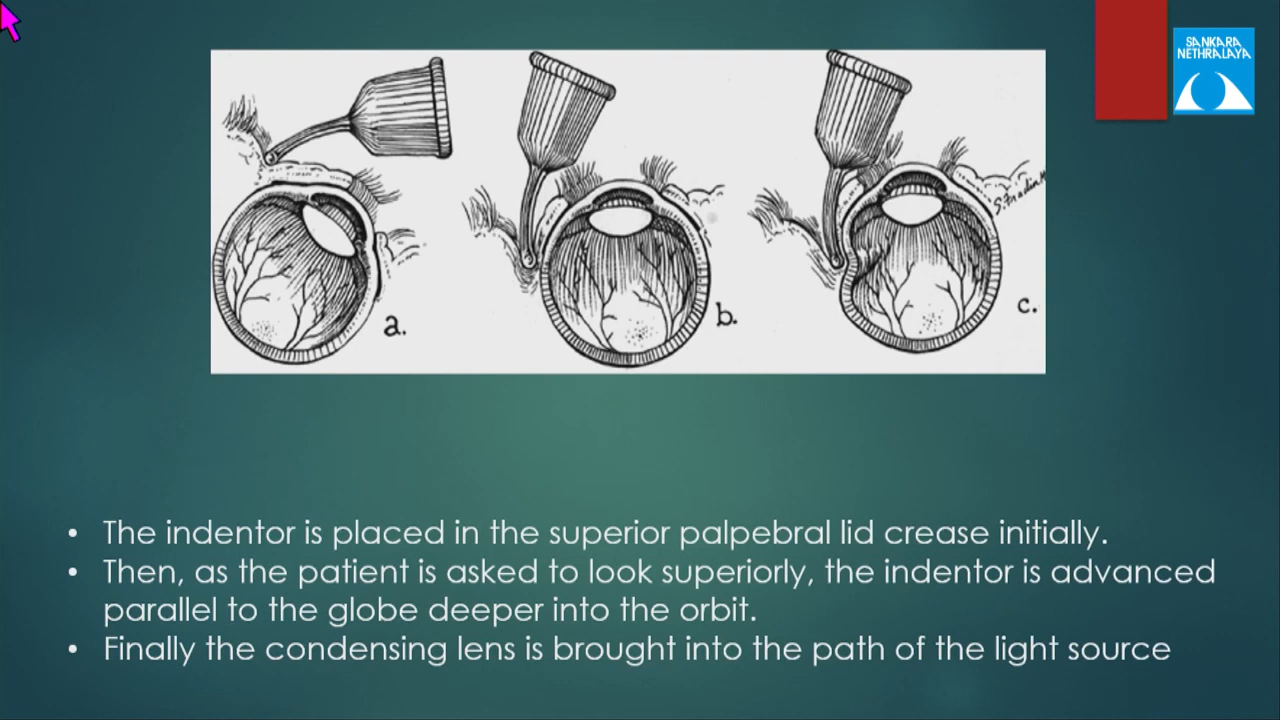 SANKARA
NETHRALAYA
a.
b.
c.
• The indentor is placed in the superior palpebral lid crease initially.
• Then, as the patient is asked to look superiorly, the indentor is advanced
parallel to the globe deeper into the orbit.
• Finally the condensing lens is brought into the path of the light source